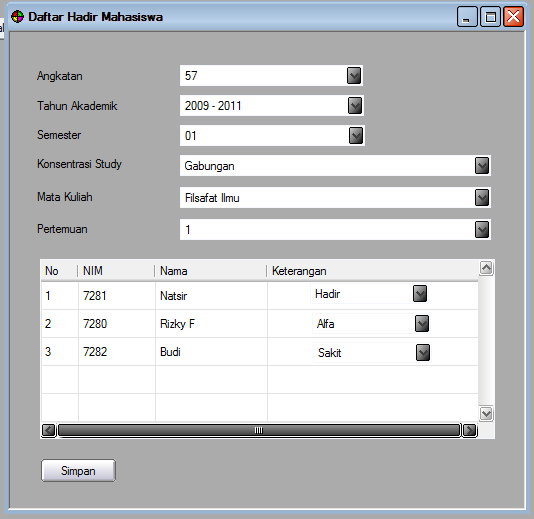 Daftar Hadir Mahasiswa
Angkatan 57
Tahun Akademik 2009 - 2011
Semester 01
Konsentrasi Study Gabungan
Mata Kuliah Filsafat Ilmu
Pertemuan 1
No NIM Nama Keterangan
1 7281 Natsir Hadir
2 7280 Rizky F Alfa
3 7282 Budi Sakit
Simpan